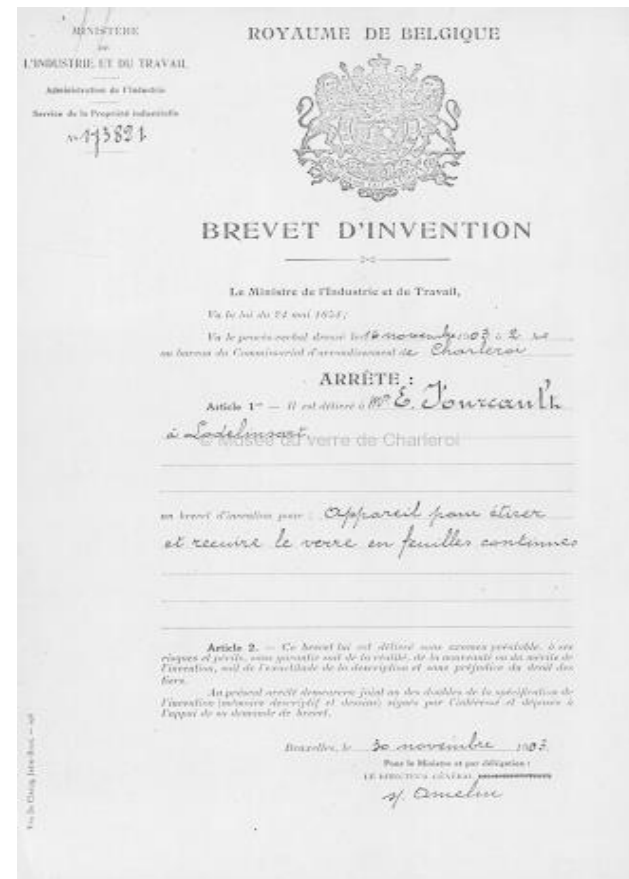 MINISTÈRE
DE
L'INDUSTRIE ET DU TRAVAIL
Administration de l'Industrie
Service de la Propriété industrielle
No 173821
ROYAUME DE BELGIQUE
BREVET D'INVENTION
Le Ministre de l'Industrie et du Travail,
Vu la loi du 24 mai 1854;
Vu le procès-verbal dressé le 16 novembre 1903 à 2
au bureau du Commissariat d'arrondissement de Charleroi
ARRÊTE :
Article 1er — Il est délivré à Mr E. Fourcault,
à Lodelinsart,
© Musée du verre de Charleroi
un brevet d'invention pour : Appareil pour étirer
et recuire le verre en feuilles continues
Article 2. — Ce brevet lui est délivré sans examen préalable, à ses
risques et périls, sans garantie soit de la réalité, de la nouveauté ou du mérite de
l'invention, soit de l'exactitude de la description et sans préjudice du droit des
tiers.
Au présent arrêté demeurera joint un des doubles de la spécification de
l'invention (mémoire descriptif et dessins) signés par l'intéressé et déposés à
l'appui de sa demande de brevet.
Bruxelles, le 30 novembre 1903.
Pour le Ministre et par délégation :
LE DIRECTEUR GÉNÉRAL